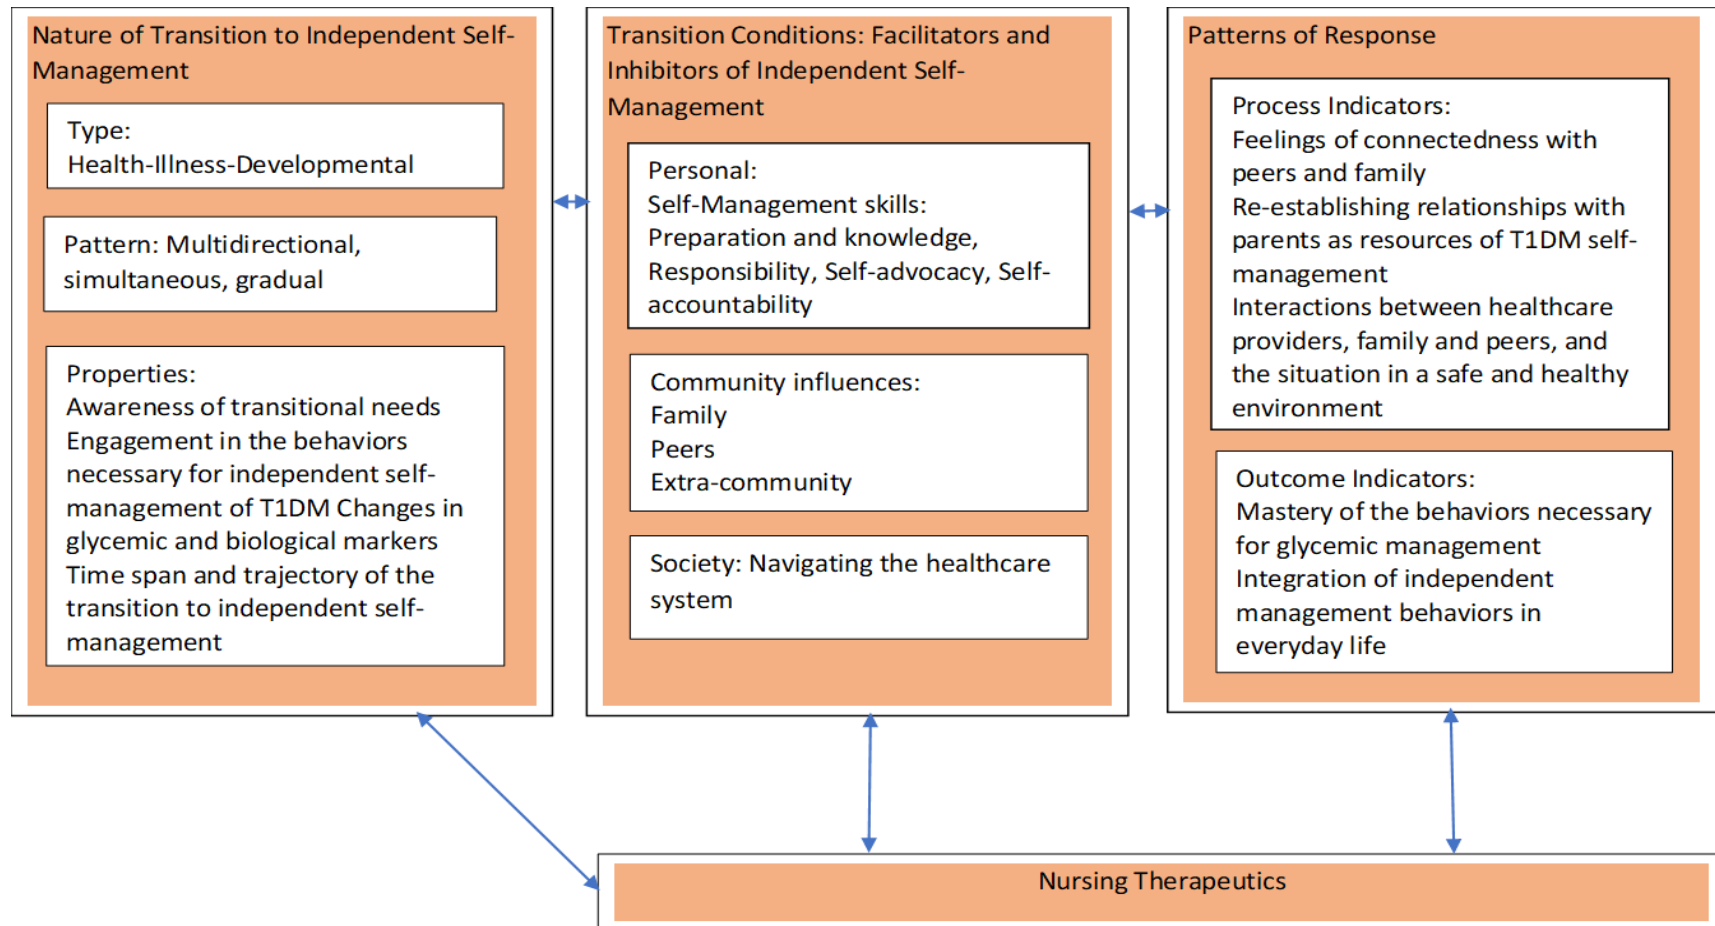 Nature of Transition to Independent Self-
Management
Type:
Health-Illness-Developmental
Pattern: Multidirectional,
simultaneous, gradual
Properties:
Awareness of transitional needs
Engagement in the behaviors
necessary for independent self-
management of T1DM Changes in
glycemic and biological markers
Time span and trajectory of the
transition to independent self-
management
Transition Conditions: Facilitators and
Inhibitors of Independent Self-
Management
Personal:
Self-Management skills:
Preparation and knowledge,
Responsibility, Self-advocacy, Self-
accountability
Community influences:
Family
Peers
Extra-community
Society: Navigating the healthcare
system
Patterns of Response
Process Indicators:
Feelings of connectedness with
peers and family
Re-establishing relationships with
parents as resources of T1DM self-
management
Interactions between healthcare
providers, family and peers, and
the situation in a safe and healthy
environment
Outcome Indicators:
Mastery of the behaviors necessary
for glycemic management
Integration of independent
management behaviors in
everyday life
Nursing Therapeutics